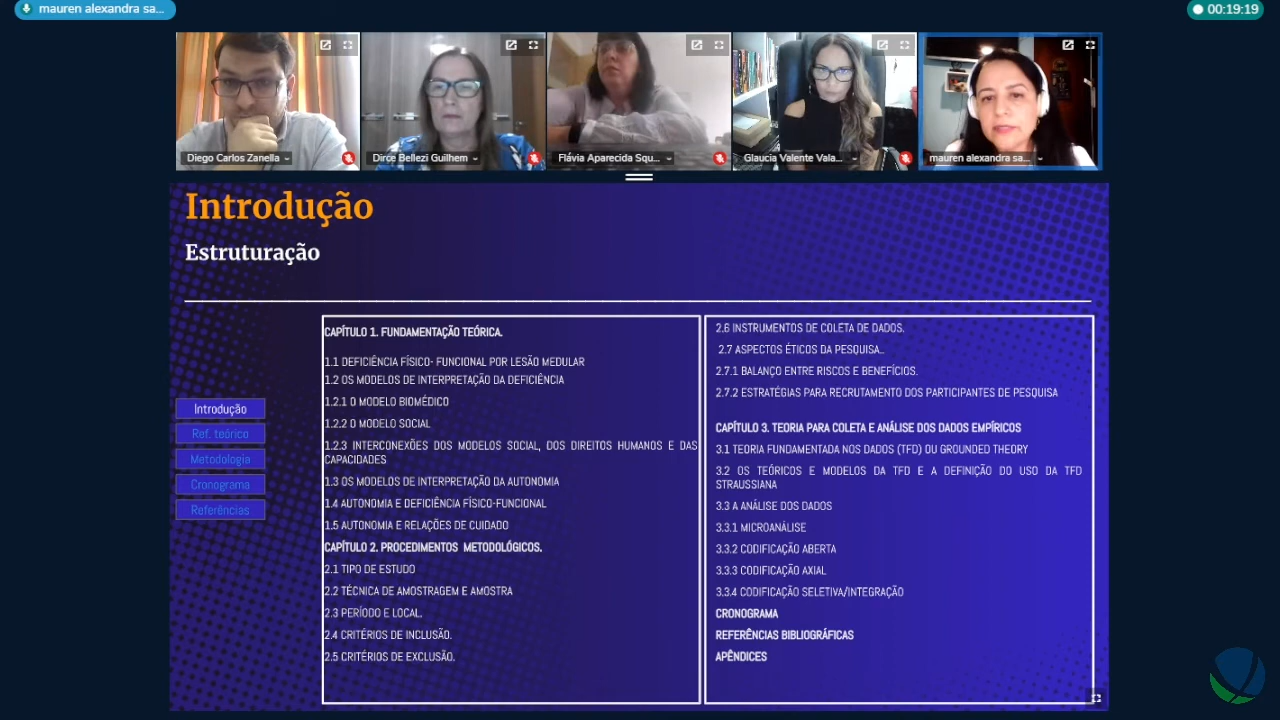 mauren alexandra sa...
00:19:19
Diego Carlos Zanella
Dirce Bellezi Guilhem
Flávia Aparecida Squ...
Glaucia Valente Vala...
mauren alexandra sa...
Introdução
Estruturação
Introdução
Ref. teórico
Metodologia
Cronograma
Referências
CAPÍTULO 1. FUNDAMENTAÇÃO TEÓRICA.
1.1 DEFICIÊNCIA FÍSICO- FUNCIONAL POR LESÃO MEDULAR
1.2 OS MODELOS DE INTERPRETAÇÃO DA DEFICIÊNCIA
1.2.1 O MODELO BIOMÉDICO
1.2.2 O MODELO SOCIAL
1.2.3 INTERCONEXÕES DOS MODELOS SOCIAL, DOS DIREITOS HUMANOS E DAS
CAPACIDADES
1.3 OS MODELOS DE INTERPRETAÇÃO DA AUTONOMIA
1.4 AUTONOMIA E DEFICIÊNCIA FÍSICO-FUNCIONAL
1.5 AUTONOMIA E RELAÇÕES DE CUIDADO
CAPÍTULO 2. PROCEDIMENTOS METODOLÓGICOS.
2.1 TIPO DE ESTUDO
2.2 TÉCNICA DE AMOSTRAGEM E AMOSTRA
2.3 PERÍODO E LOCAL.
2.4 CRITÉRIOS DE INCLUSÃO.
2.5 CRITÉRIOS DE EXCLUSÃO.
2.6 INSTRUMENTOS DE COLETA DE DADOS.
2.7 ASPECTOS ÉTICOS DA PESQUISA..
2.7.1 BALANÇO ENTRE RISCOS E BENEFÍCIOS.
2.7.2 ESTRATÉGIAS PARA RECRUTAMENTO DOS PARTICIPANTES DE PESQUISA
CAPÍTULO 3. TEORIA PARA COLETA E ANÁLISE DOS DADOS EMPÍRICOS
3.1 TEORIA FUNDAMENTADA NOS DADOS (TFD) OU GROUNDED THEORY
3.2 OS TEÓRICOS E MODELOS DA TFD E A DEFINIÇÃO DO USO DA TFD
STRAUSSIANA
3.3 A ANÁLISE DOS DADOS
3.3.1 MICROANÁLISE
3.3.2 CODIFICAÇÃO ABERTA
3.3.3 CODIFICAÇÃO AXIAL
3.3.4 CODIFICAÇÃO SELETIVA/INTEGRAÇÃO
CRONOGRAMA
REFERÊNCIAS BIBLIOGRÁFICAS
APÊNDICES